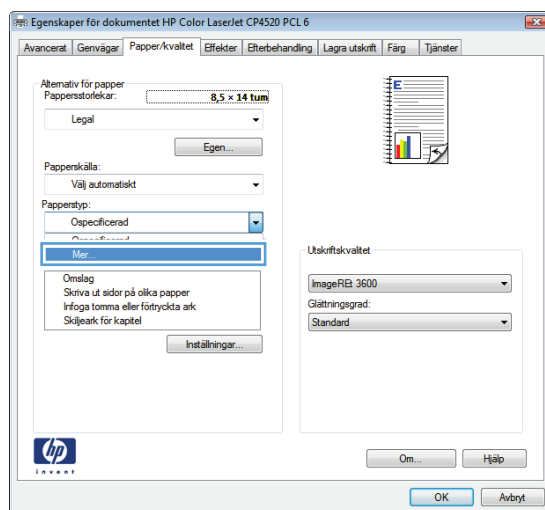 Egenskaper för dokumentet HP Color LaserJet CP4520 PCL 6
Avancerat Genvägar Papper/kvalitet Effekter Efterbehandling Lagra utskrift Färg Tjänster
Alternativ för papper
Pappersstorlekar: 8,5 × 14 tum
Legal
Egen...
Papperskälla:
Välj automatiskt
Papperstyp:
Ospecificerad
Mer...
Omslag
Skriva ut sidor på olika papper
Infoga tomma eller förtryckta ark
Skiljeark för kapitel
Inställningar...
E
Utskriftskvalitet
ImageREt 3600
Glättningsgrad:
Standard
hp
invent
Om... Hjälp
OK Avbryt